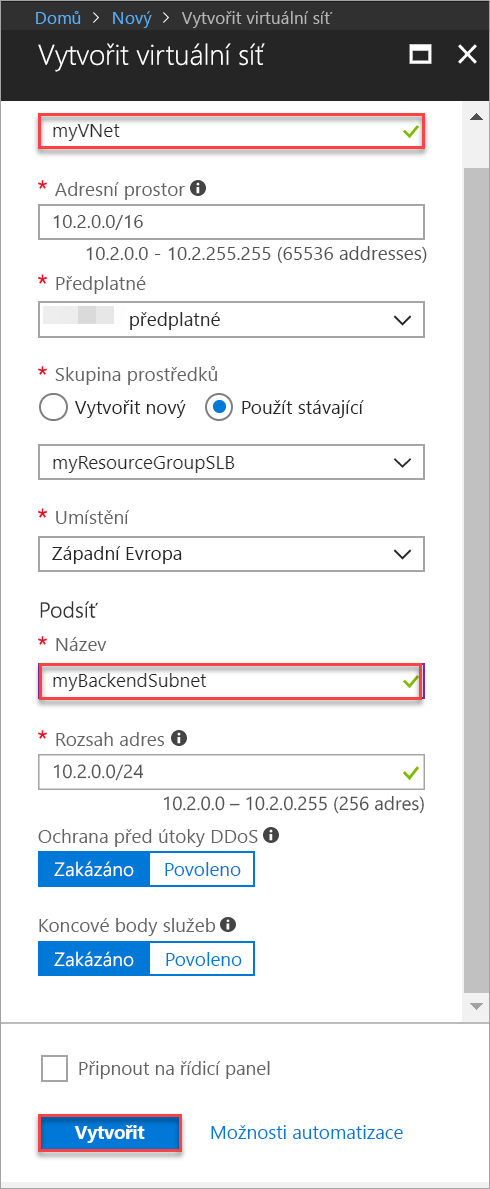 Domů > Nový > Vytvořit virtuální síť
Vytvořit virtuální síť
myVNet
* Adresní prostor
10.2.0.0/16
10.2.0.0 - 10.2.255.255 (65536 addresses)
* Předplatné
předplatné
* Skupina prostředků
Vytvořit nový Použít stávající
myResourceGroupSLB
* Umístění
Západní Evropa
Podsíť
* Název
myBackendSubnet
* Rozsah adres
10.2.0.0/24
10.2.0.0 – 10.2.0.255 (256 adres)
Ochrana před útoky DDoS
Zakázáno Povoleno
Koncové body služeb
Zakázáno Povoleno
Připnout na řídicí panel
Vytvořit Možnosti automatizace